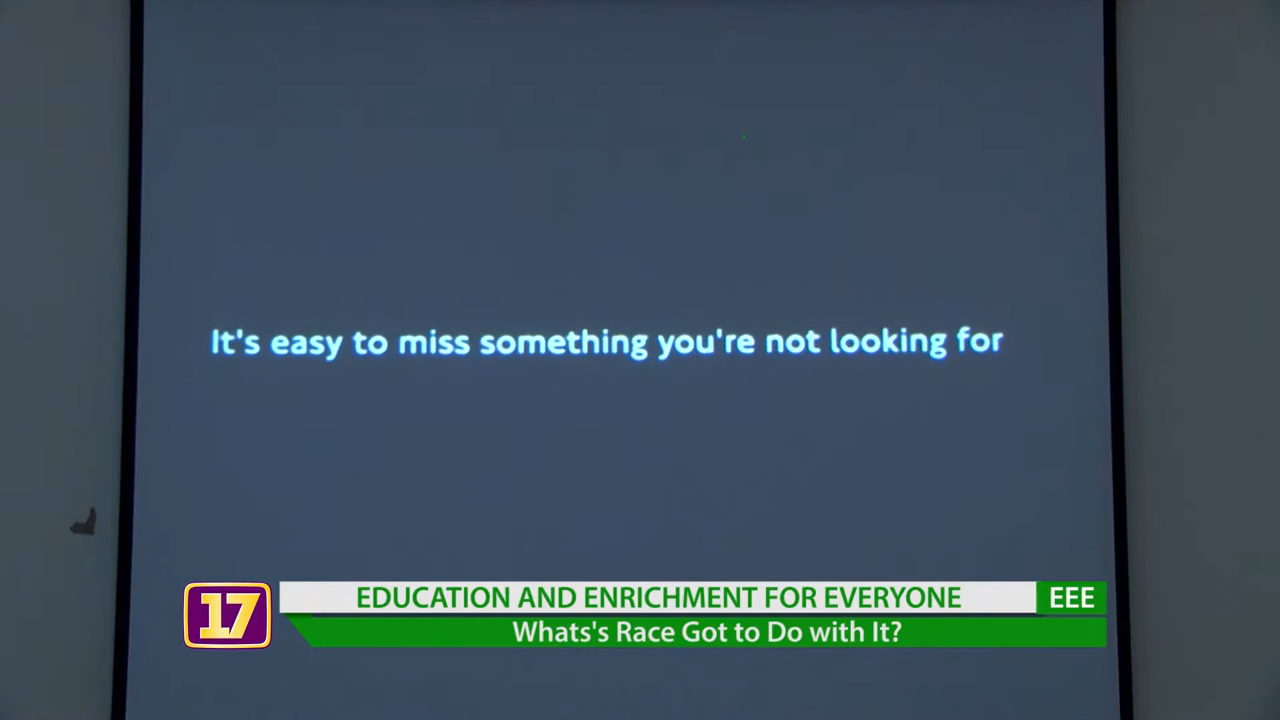 It's easy to miss something you're not looking for
17
EDUCATION AND ENRICHMENT FOR EVERYONE
EEE
Whats's Race Got to Do with It?